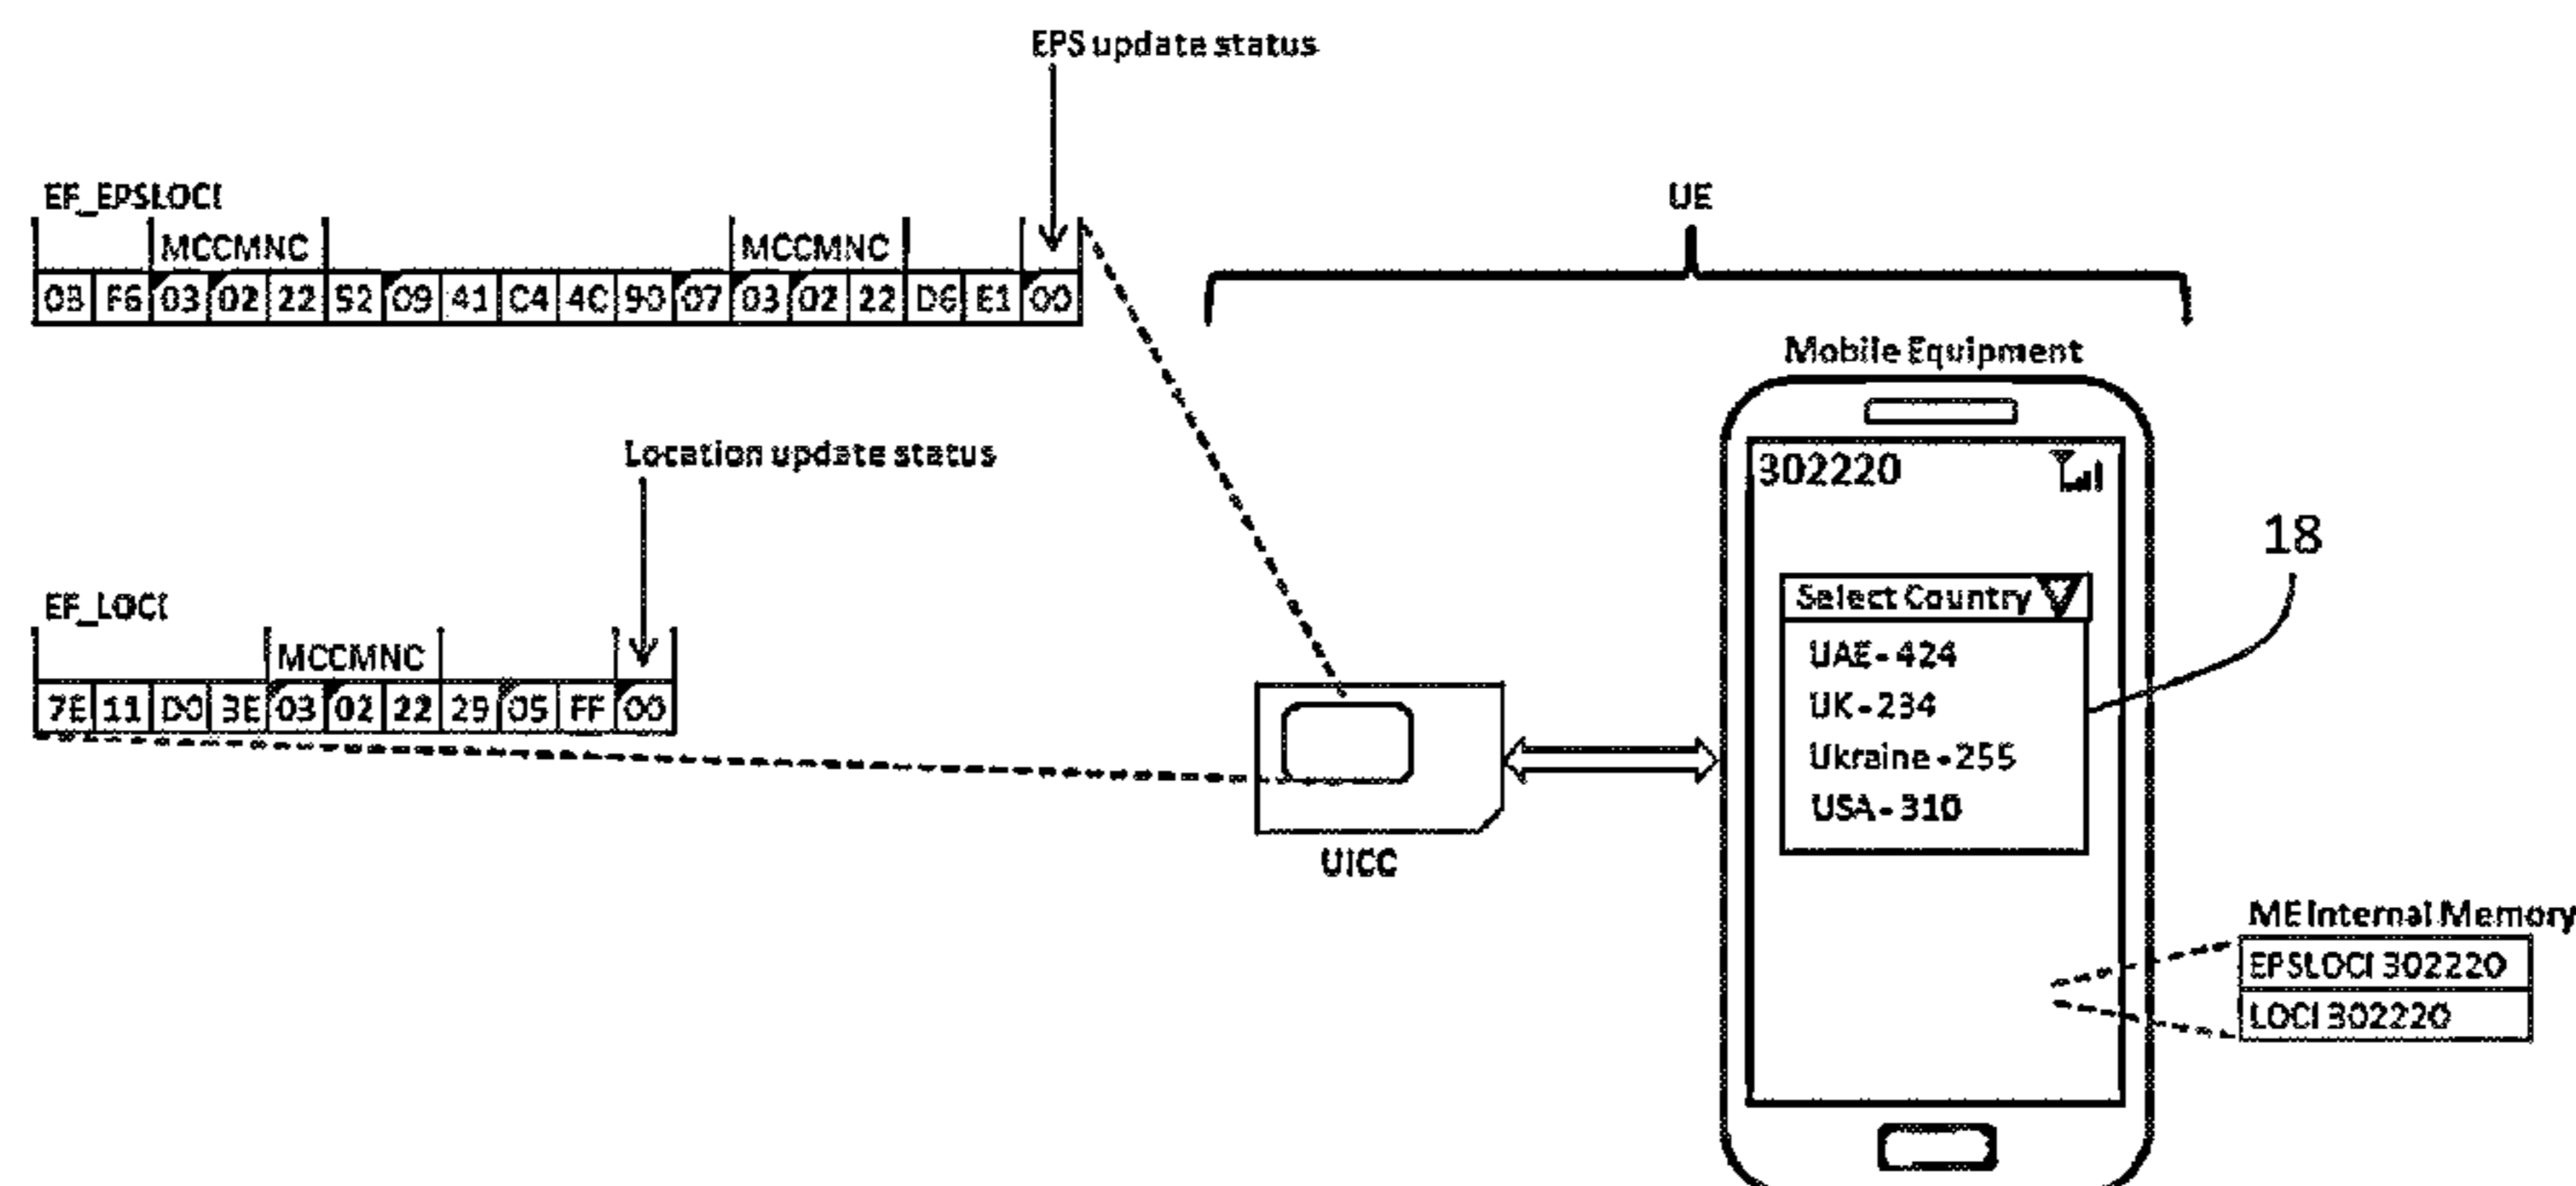 EPS update status
EF_EPSLOCI
MCCMNC MCCMNC
0B F6 03 02 22 52 09 41 C4 4C 90 07 03 02 22 D6 E1 00
UE
Mobile Equipment
Location update status
302220
18
Select Country
EF_LOCI
MCCMNC
7E 11 D0 3E 03 02 22 29 05 FF 00
UAE - 424
UK - 234
Ukraine - 255
USA - 310
UICC
ME Internal Memory
EPSLOCI 302220
LOCI 302220